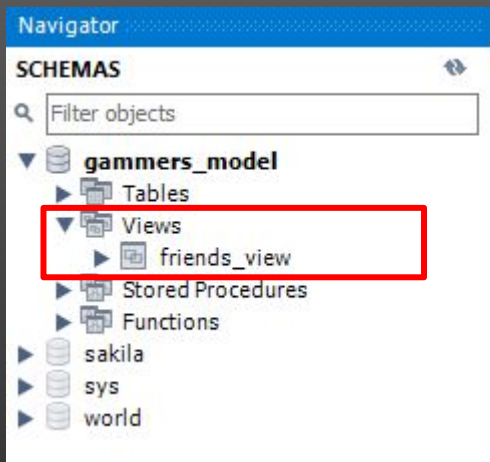 Navigator
SCHEMAS
Filter objects
gammers_model
Tables
Views
friends_view
Stored Procedures
Functions
sakila
sys
world